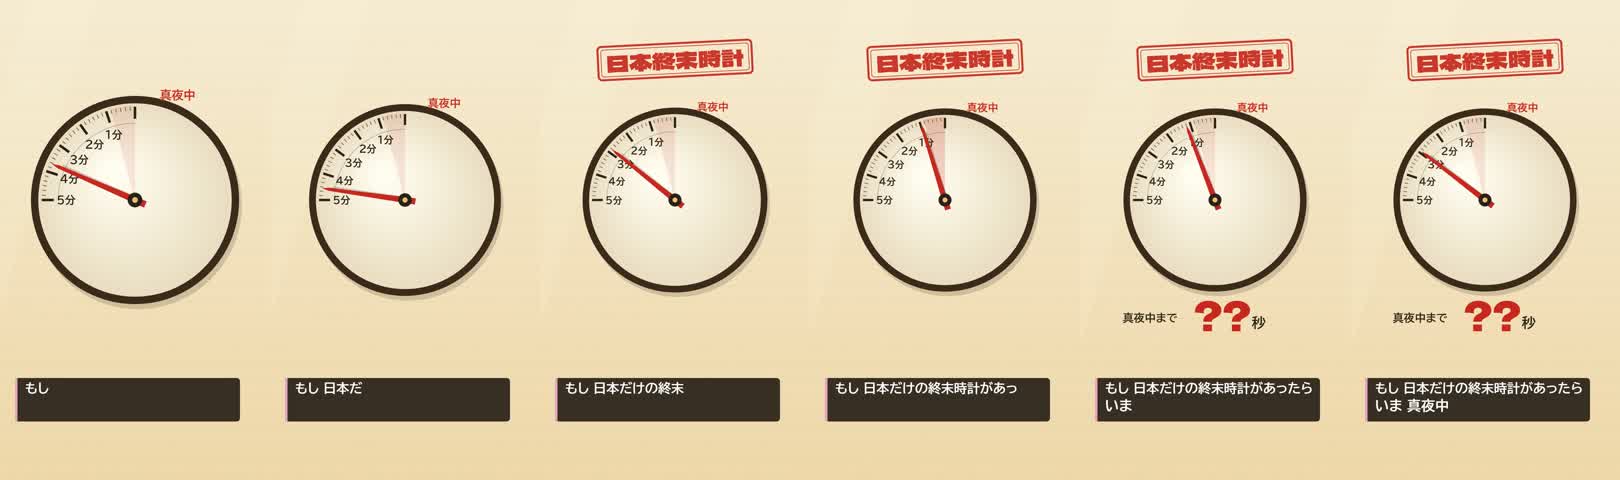 真夜中
1分
2分
3分
4分
5分
もし
真夜中
1分
2分
3分
4分
5分
もし 日本だ
日本終末時計
真夜中
1分
2分
3分
4分
5分
もし 日本だけの終末
日本終末時計
真夜中
1分
2分
3分
4分
5分
もし 日本だけの終末時計があっ
日本終末時計
真夜中
1分
2分
3分
4分
5分
真夜中まで ??秒
もし 日本だけの終末時計があったら
いま
日本終末時計
真夜中
1分
2分
3分
4分
5分
真夜中まで ??秒
もし 日本だけの終末時計があったら
いま 真夜中